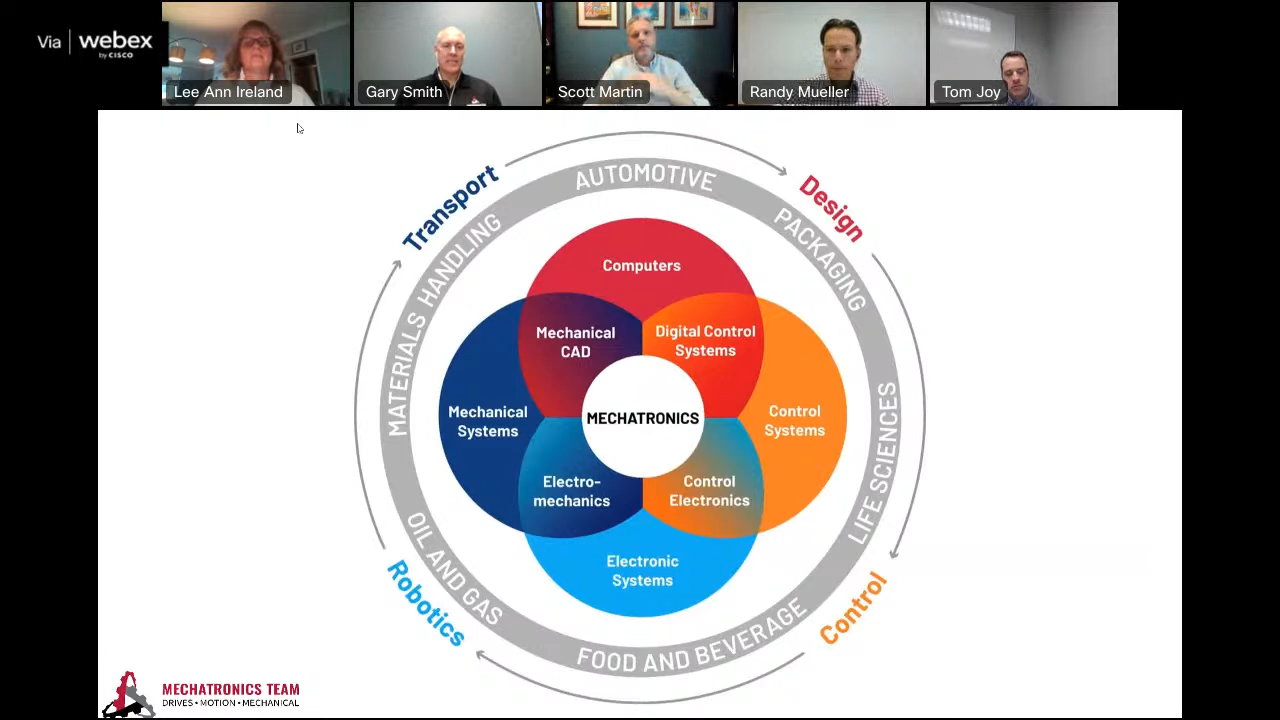 Via | webex
by CISCO
Lee Ann Ireland
Gary Smith
Scott Martin
Randy Mueller
Tom Joy
Transport
Design
AUTOMOTIVE
MATERIALS HANDLING
PACKAGING
Computers
Mechanical
CAD
Digital Control
Systems
Mechanical
Systems
MECHATRONICS
Control
Systems
LIFE SCIENCES
Electro-
mechanics
Control
Electronics
Electronic
Systems
OIL AND GAS
FOOD AND BEVERAGE
Robotics
Control
MECHATRONICS TEAM
DRIVES • MOTION • MECHANICAL